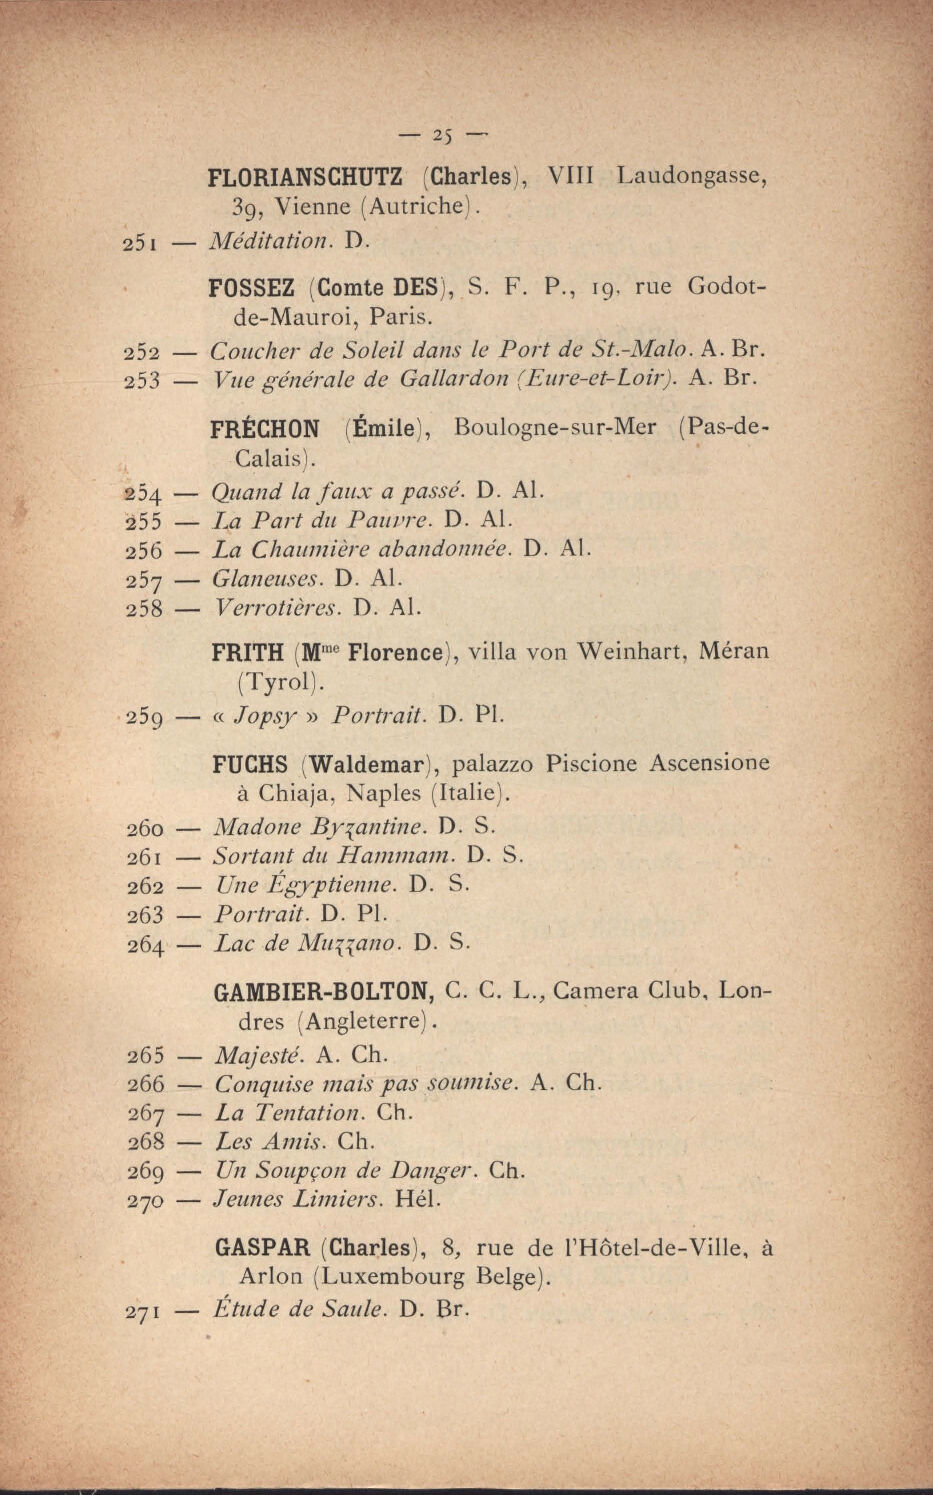 — 25 —
FLORIANSCHUTZ (Charles), VIII Laudongasse,
39, Vienne (Autriche).
251 — Méditation. D.
FOSSEZ (Comte DES), S. F. P., 19, rue Godot-
de-Mauroi, Paris.
252 — Coucher de Soleil dans le Port de St.-Malo. A. Br.
253 — Vue générale de Gallardon (Eure-et-Loir). A. Br.
FRÉCHON (Émile), Boulogne-sur-Mer (Pas-de-
Calais).
254 — Quand la faux a passé. D. Al.
255 — La Part du Pauvre. D. Al.
256 — La Chaumière abandonnée. D. Al.
257 — Glaneuses. D. Al.
258 — Verrotières. D. Al.
FRITH (Mme Florence), villa von Weinhart, Méran
(Tyrol).
259 — « Jopsy » Portrait. D. Pl.
FUCHS (Waldemar), palazzo Piscione Ascensione
à Chiaja, Naples (Italie).
260 — Madone Byzantine. D. S.
261 — Sortant du Hammam. D. S.
262 — Une Égyptienne. D. S.
263 — Portrait. D. Pl.
264 — Lac de Muzzano. D. S.
GAMBIER-BOLTON, C. C. L., Camera Club, Lon-
dres (Angleterre).
265 — Majesté. A. Ch.
266 — Conquise mais pas soumise. A. Ch.
267 — La Tentation. Ch.
268 — Les Amis. Ch.
269 — Un Soupçon de Danger. Ch.
270 — Jeunes Limiers. Hél.
GASPAR (Charles), 8, rue de l'Hôtel-de-Ville, à
Arlon (Luxembourg Belge).
271 — Étude de Saule. D. Br.